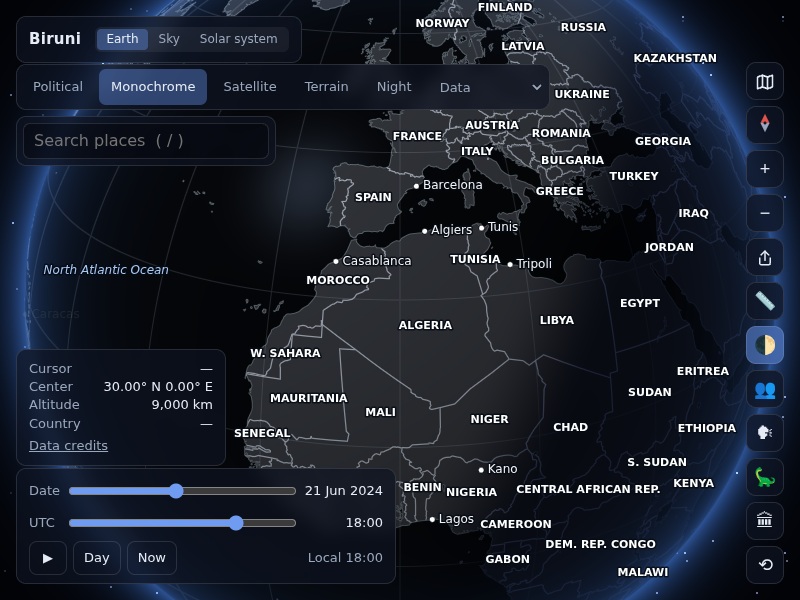 Biruni Earth Sky Solar system
Political Monochrome Satellite Terrain Night Data
Search places ( / )
FINLAND
NORWAY
RUSSIA
LATVIA
KAZAKHSTAN
UKRAINE
AUSTRIA
FRANCE
ROMANIA
GEORGIA
ITALY
BULGARIA
TURKEY
Barcelona
GREECE
SPAIN
IRAQ
Algiers
Tunis
JORDAN
Casablanca
TUNISIA
Tripoli
North Atlantic Ocean
MOROCCO
EGYPT
Caracas
LIBYA
ALGERIA
W. SAHARA
ERITREA
SUDAN
MAURITANIA
MALI
NIGER
CHAD
ETHIOPIA
SENEGAL
S. SUDAN
Kano
KENYA
BENIN
NIGERIA
CENTRAL AFRICAN REP.
Lagos
CAMEROON
DEM. REP. CONGO
GABON
MALAWI
Cursor —
Center 30.00° N 0.00° E
Altitude 9,000 km
Country —
Data credits
Date 21 Jun 2024
UTC 18:00
▶ Day Now Local 18:00
+
−